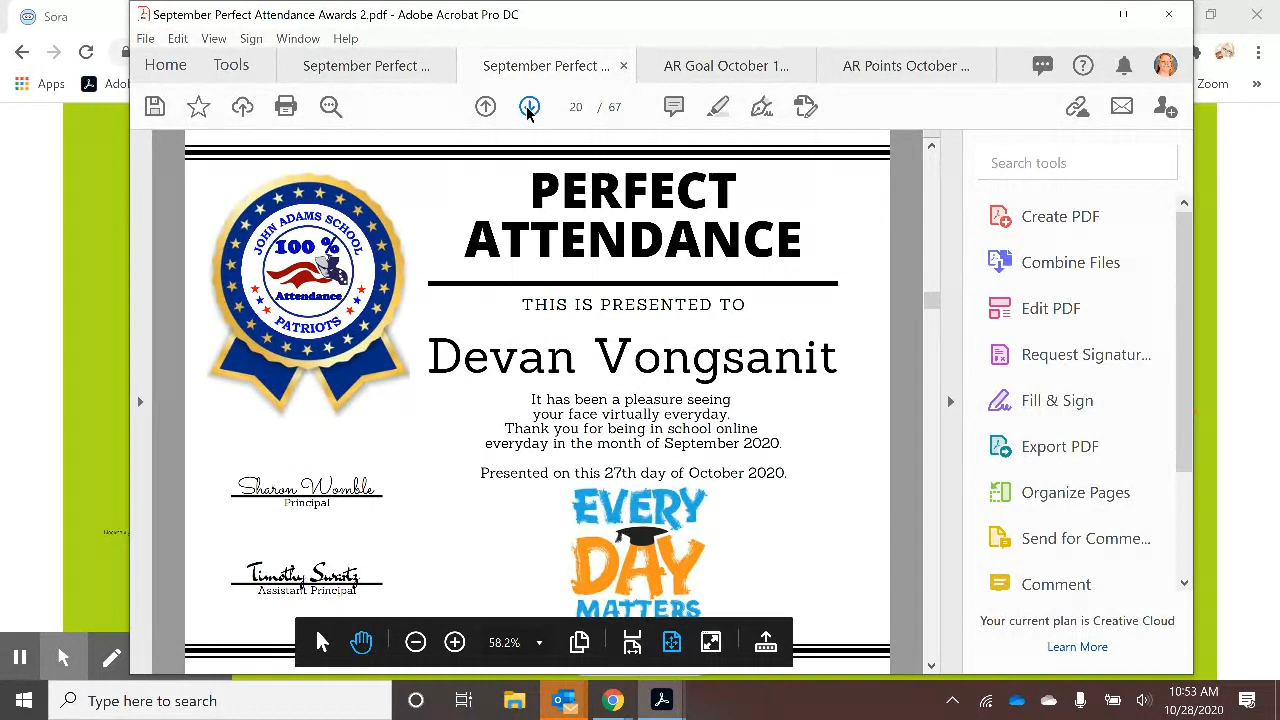 Sora
September Perfect Attendance Awards 2.pdf - Adobe Acrobat Pro DC
File Edit View Sign Window Help
Apps
Home Tools September Perfect ... September Perfect ... AR Goal October 1... AR Points October ...
Zoom
20 / 67
JOHN ADAMS SCHOOL
100 %
Attendance
PATRIOTS
PERFECT
ATTENDANCE
THIS IS PRESENTED TO
Devan Vongsanit
It has been a pleasure seeing
your face virtually everyday.
Thank you for being in school online
everyday in the month of September 2020.
Presented on this 27th day of October 2020.
Sharon Womble
Principal
Timothy Swartz
Assistant Principal
EVERY
DAY
MATTERS
58.2%
Search tools
Create PDF
Combine Files
Edit PDF
Request Signatur...
Fill & Sign
Export PDF
Organize Pages
Send for Comme...
Comment
Your current plan is Creative Cloud
Learn More
Type here to search
10:53 AM
10/28/2020